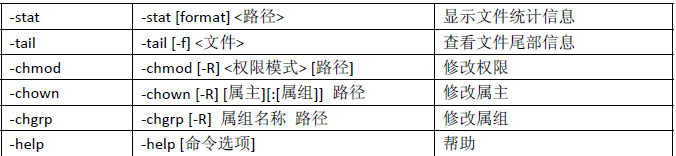 -stat -stat [format] <路径> 显示文件统计信息
-tail -tail [-f] <文件> 查看文件尾部信息
-chmod -chmod [-R] <权限模式> [路径] 修改权限
-chown -chown [-R] [属主][:[属组]] 路径 修改属主
-chgrp -chgrp [-R] 属组名称 路径 修改属组
-help -help [命令选项] 帮助